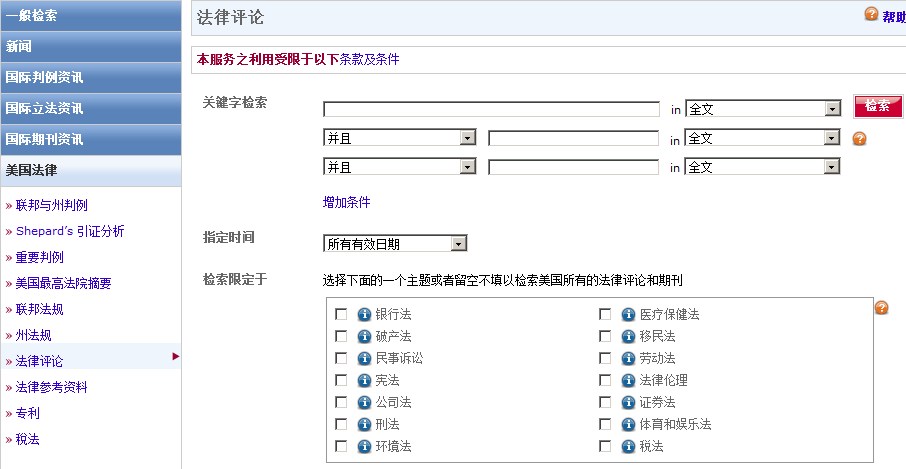 一般检索
新闻
国际判例资讯
国际立法资讯
国际期刊资讯
美国法律
» 联邦与州判例
» Shepard’s 引证分析
» 重要判例
» 美国最高法院摘要
» 联邦法规
» 州法规
» 法律评论
» 法律参考资料
» 专利
» 税法
法律评论
? 帮助
本服务之利用受限于以下条款及条件
关键字检索
in 全文 检索
并且 in 全文 ?
并且 in 全文
增加条件
指定时间 所有有效日期
检索限定于 选择下面的一个主题或者留空不填以检索美国所有的法律评论和期刊
?
i 银行法 i 医疗保健法
i 破产法 i 移民法
i 民事诉讼 i 劳动法
i 宪法 i 法律伦理
i 公司法 i 证券法
i 刑法 i 体育和娱乐法
i 环境法 i 税法